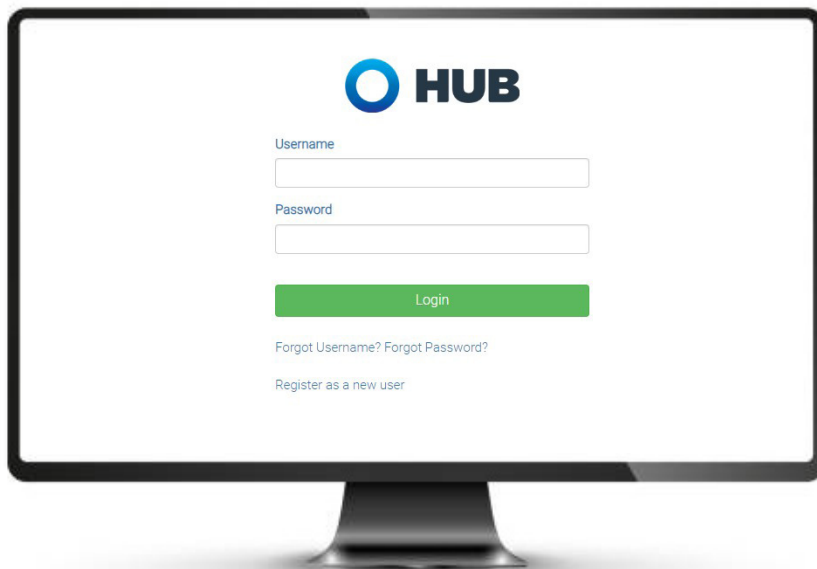 HUB
Username
Password
Login
Forgot Username? Forgot Password?
Register as a new user